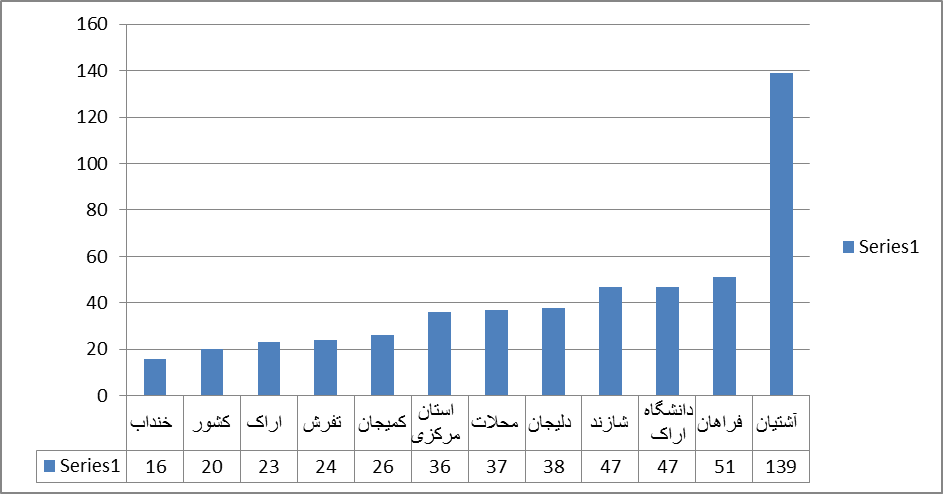 160
140
120
100
80
60
40
20
0
خنداب
کشور
اراک
تفرش
کمیجان
استان
مرکزی
محلات
دلیجان
شازند
دانشگاه
اراک
فراهان
آشتیان
Series1 16 20 23 24 26 36 37 38 47 47 51 139
Series1